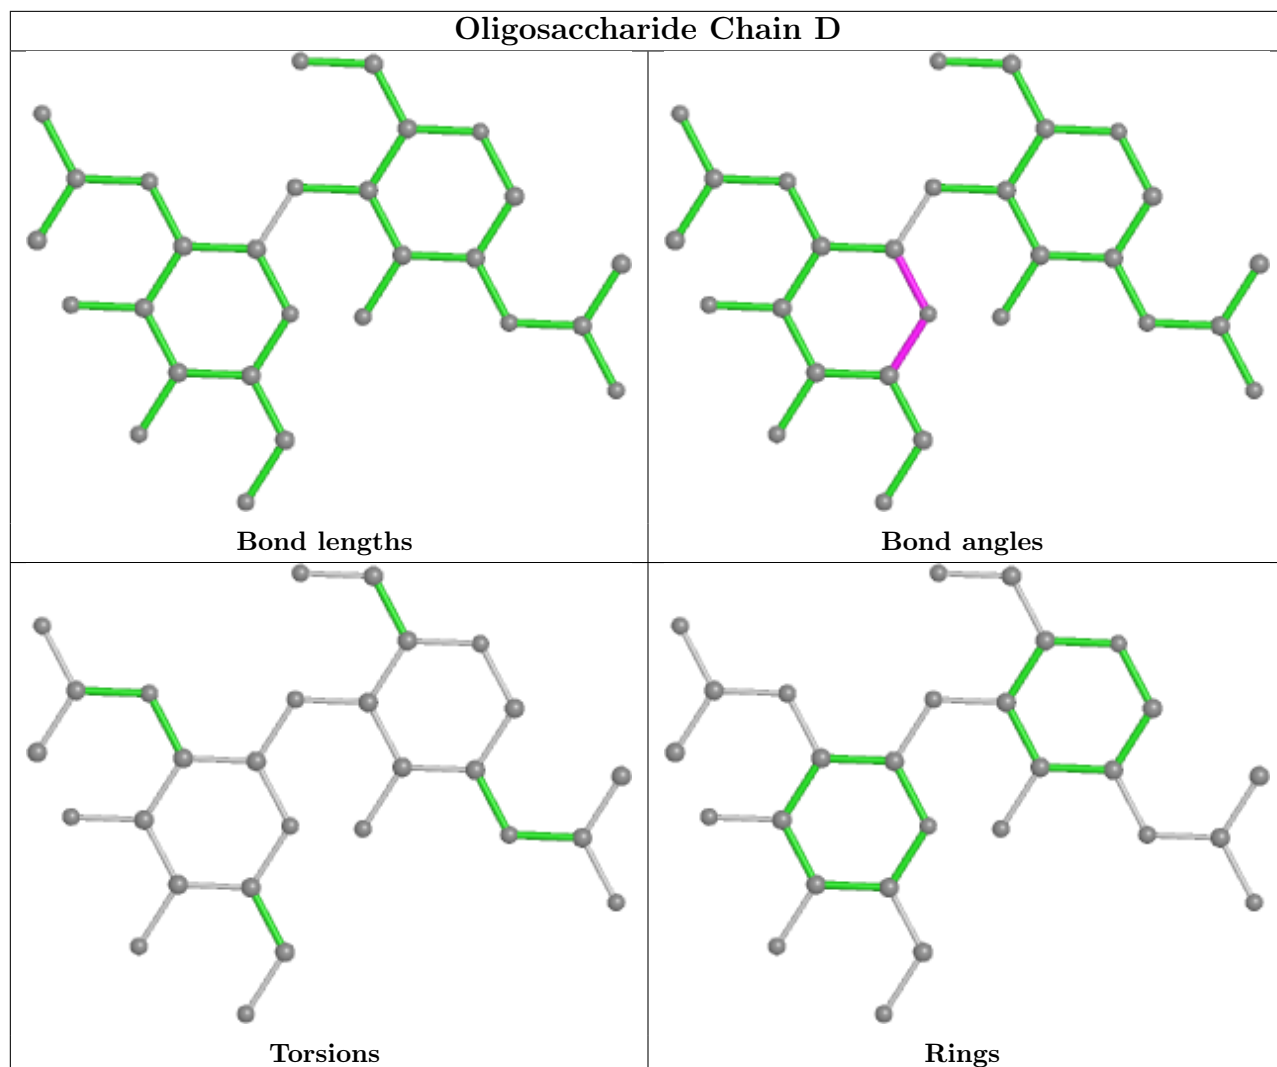 Oligosaccharide Chain D
Bond lengths
Bond angles
Torsions
Rings